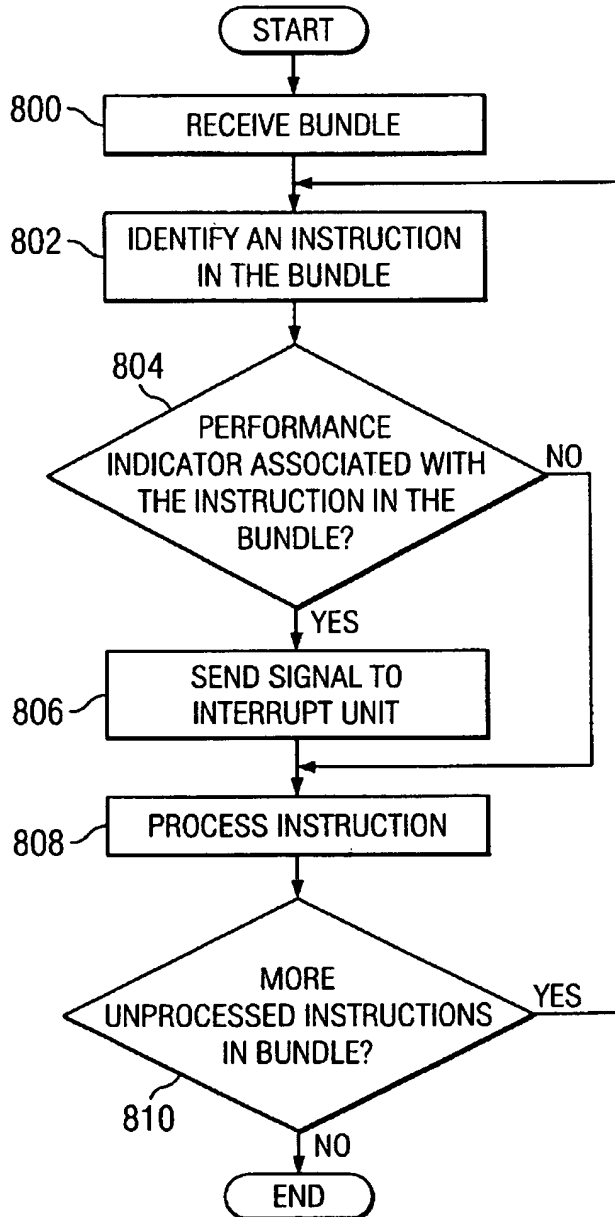 START
800
RECEIVE BUNDLE
802
IDENTIFY AN INSTRUCTION
IN THE BUNDLE
804
PERFORMANCE
INDICATOR ASSOCIATED WITH
THE INSTRUCTION IN THE
BUNDLE?
NO
YES
806
SEND SIGNAL TO
INTERRUPT UNIT
808
PROCESS INSTRUCTION
MORE
UNPROCESSED INSTRUCTIONS
IN BUNDLE?
YES
810
NO
END